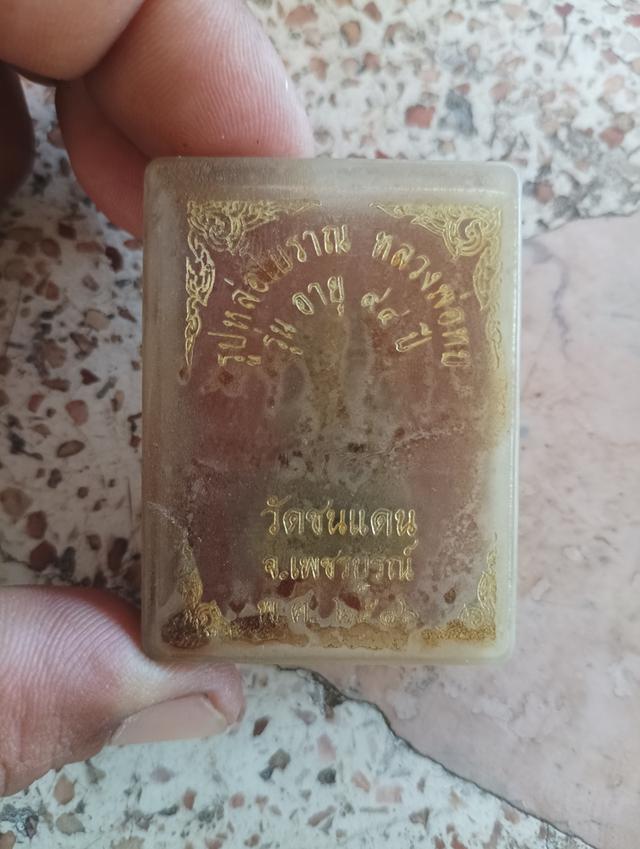 รูปหล่อโบราณ หลวงพ่อทบ
รุ่น อายุ ปี
วัดชนแดน
จ.เพชรบูรณ์
พ.ศ.